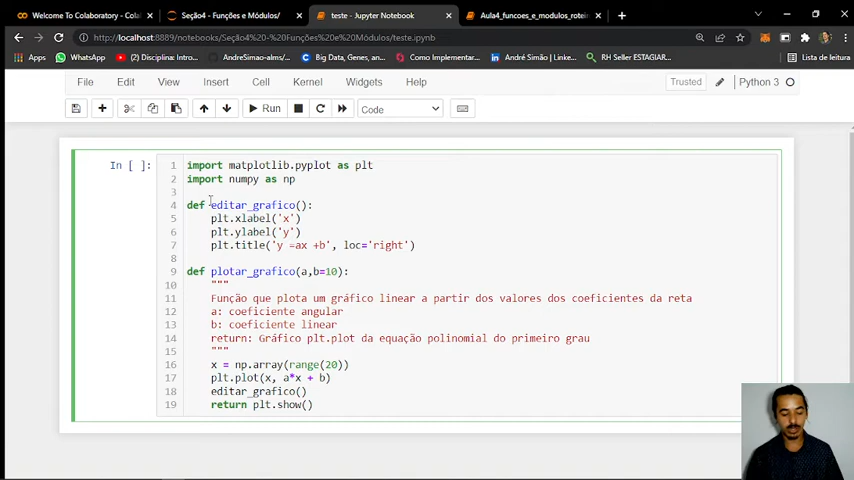 Welcome To Colaboratory - Cola
Seção4 - Funções e Módulos/
teste - Jupyter Notebook
Aula4_funcoes_e_modulos_rotein
http://localhost:8889/notebooks/Seção4%20-%20Funções%20e%20Módulos/teste.ipynb
Apps
WhatsApp
AndreSimao-alms/ad...
Big Data, Genes, an...
Como Implementar...
André Simão | Linke...
RH Seller ESTAGIAR...
Lista de leitura
File Edit View Insert Cell Kernel Widgets Help
Trusted
Python 3
Run
Code
In [ ]:
1 import matplotlib.pyplot as plt
2 import numpy as np
3
4 def editar_grafico():
5 plt.xlabel('x')
6 plt.ylabel('y')
7 plt.title('y =ax +b', loc='right')
8
9 def plotar_grafico(a,b=10):
10 """
11 Função que plota um gráfico linear a partir dos valores dos coeficientes da reta
12 a: coeficiente angular
13 b: coeficiente linear
14 return: Gráfico plt.plot da equação polinomial do primeiro grau
15 """
16 x = np.array(range(20))
17 plt.plot(x, a*x + b)
18 editar_grafico()
19 return plt.show()